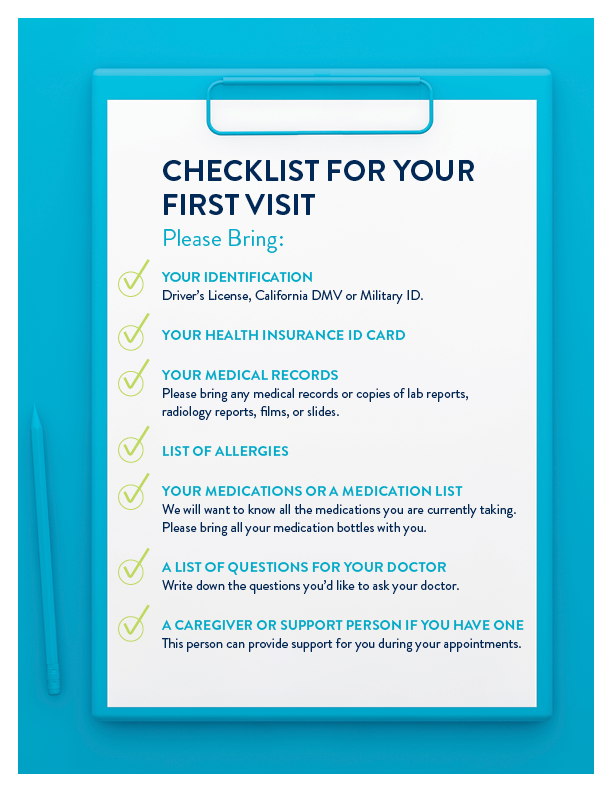 CHECKLIST FOR YOUR
FIRST VISIT
Please Bring:
YOUR IDENTIFICATION
Driver's License, California DMV or Military ID.
YOUR HEALTH INSURANCE ID CARD
YOUR MEDICAL RECORDS
Please bring any medical records or copies of lab reports,
radiology reports, films, or slides.
LIST OF ALLERGIES
YOUR MEDICATIONS OR A MEDICATION LIST
We will want to know all the medications you are currently taking.
Please bring all your medication bottles with you.
A LIST OF QUESTIONS FOR YOUR DOCTOR
Write down the questions you'd like to ask your doctor.
A CAREGIVER OR SUPPORT PERSON IF YOU HAVE ONE
This person can provide support for you during your appointments.